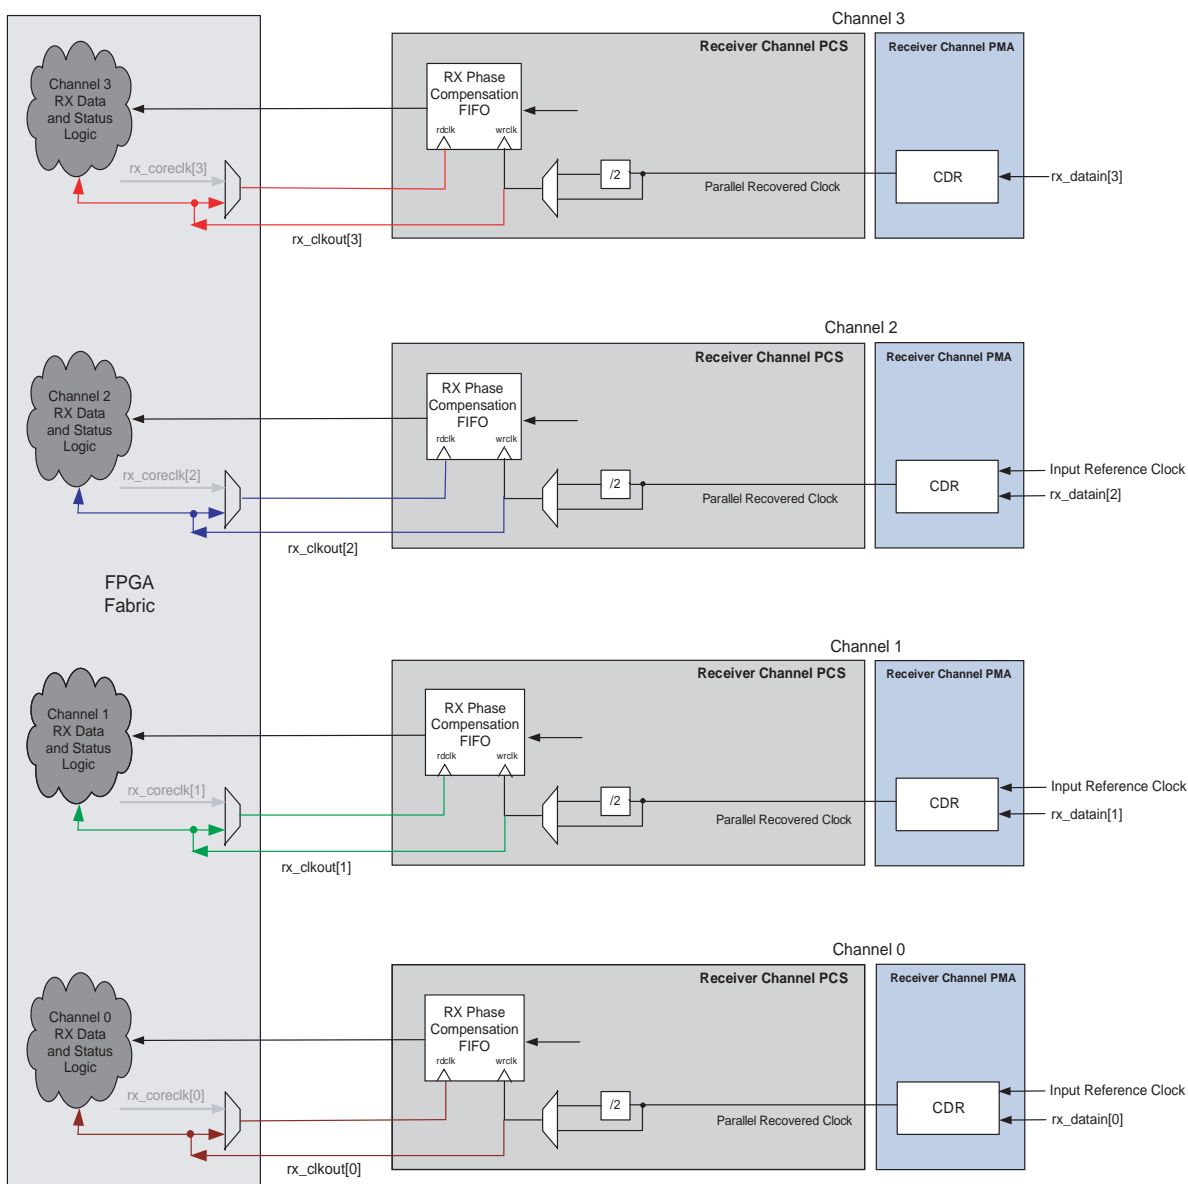 Channel 3
Receiver Channel PCS
Receiver Channel PMA
Channel 3
RX Data
and Status
Logic
RX Phase
Compensation
FIFO
rdclk
wrclk
rx_coreclk[3]
/2
Parallel Recovered Clock
CDR
rx_datain[3]
rx_clkout[3]
Channel 2
Receiver Channel PCS
Receiver Channel PMA
Channel 2
RX Data
and Status
Logic
RX Phase
Compensation
FIFO
rdclk
wrclk
rx_coreclk[2]
/2
Parallel Recovered Clock
CDR
Input Reference Clock
rx_datain[2]
rx_clkout[2]
FPGA
Fabric
Channel 1
Receiver Channel PCS
Receiver Channel PMA
Channel 1
RX Data
and Status
Logic
RX Phase
Compensation
FIFO
rdclk
wrclk
rx_coreclk[1]
/2
Parallel Recovered Clock
CDR
Input Reference Clock
rx_datain[1]
rx_clkout[1]
Channel 0
Receiver Channel PCS
Receiver Channel PMA
Channel 0
RX Data
and Status
Logic
RX Phase
Compensation
FIFO
rdclk
wrclk
rx_coreclk[0]
/2
Parallel Recovered Clock
CDR
Input Reference Clock
rx_datain[0]
rx_clkout[0]